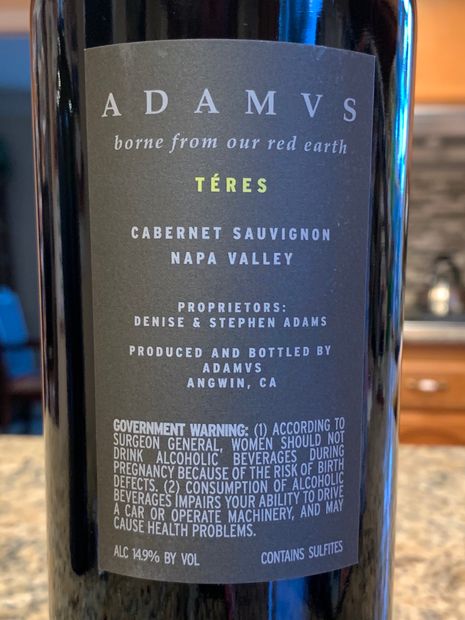 ADAMVS
borne from our red earth
TÉRES
CABERNET SAUVIGNON
NAPA VALLEY
PROPRIETORS:
DENISE & STEPHEN ADAMS
PRODUCED AND BOTTLED BY
ADAMVS
ANGWIN, CA
GOVERNMENT WARNING: (1) ACCORDING TO
SURGEON GENERAL, WOMEN SHOULD NOT
DRINK ALCOHOLIC BEVERAGES DURING
PREGNANCY BECAUSE OF THE RISK OF BIRTH
DEFECTS. (2) CONSUMPTION OF ALCOHOLIC
BEVERAGES IMPAIRS YOUR ABILITY TO DRIVE
A CAR OR OPERATE MACHINERY, AND MAY
CAUSE HEALTH PROBLEMS.
ALC 14.9% BY VOL CONTAINS SULFITES